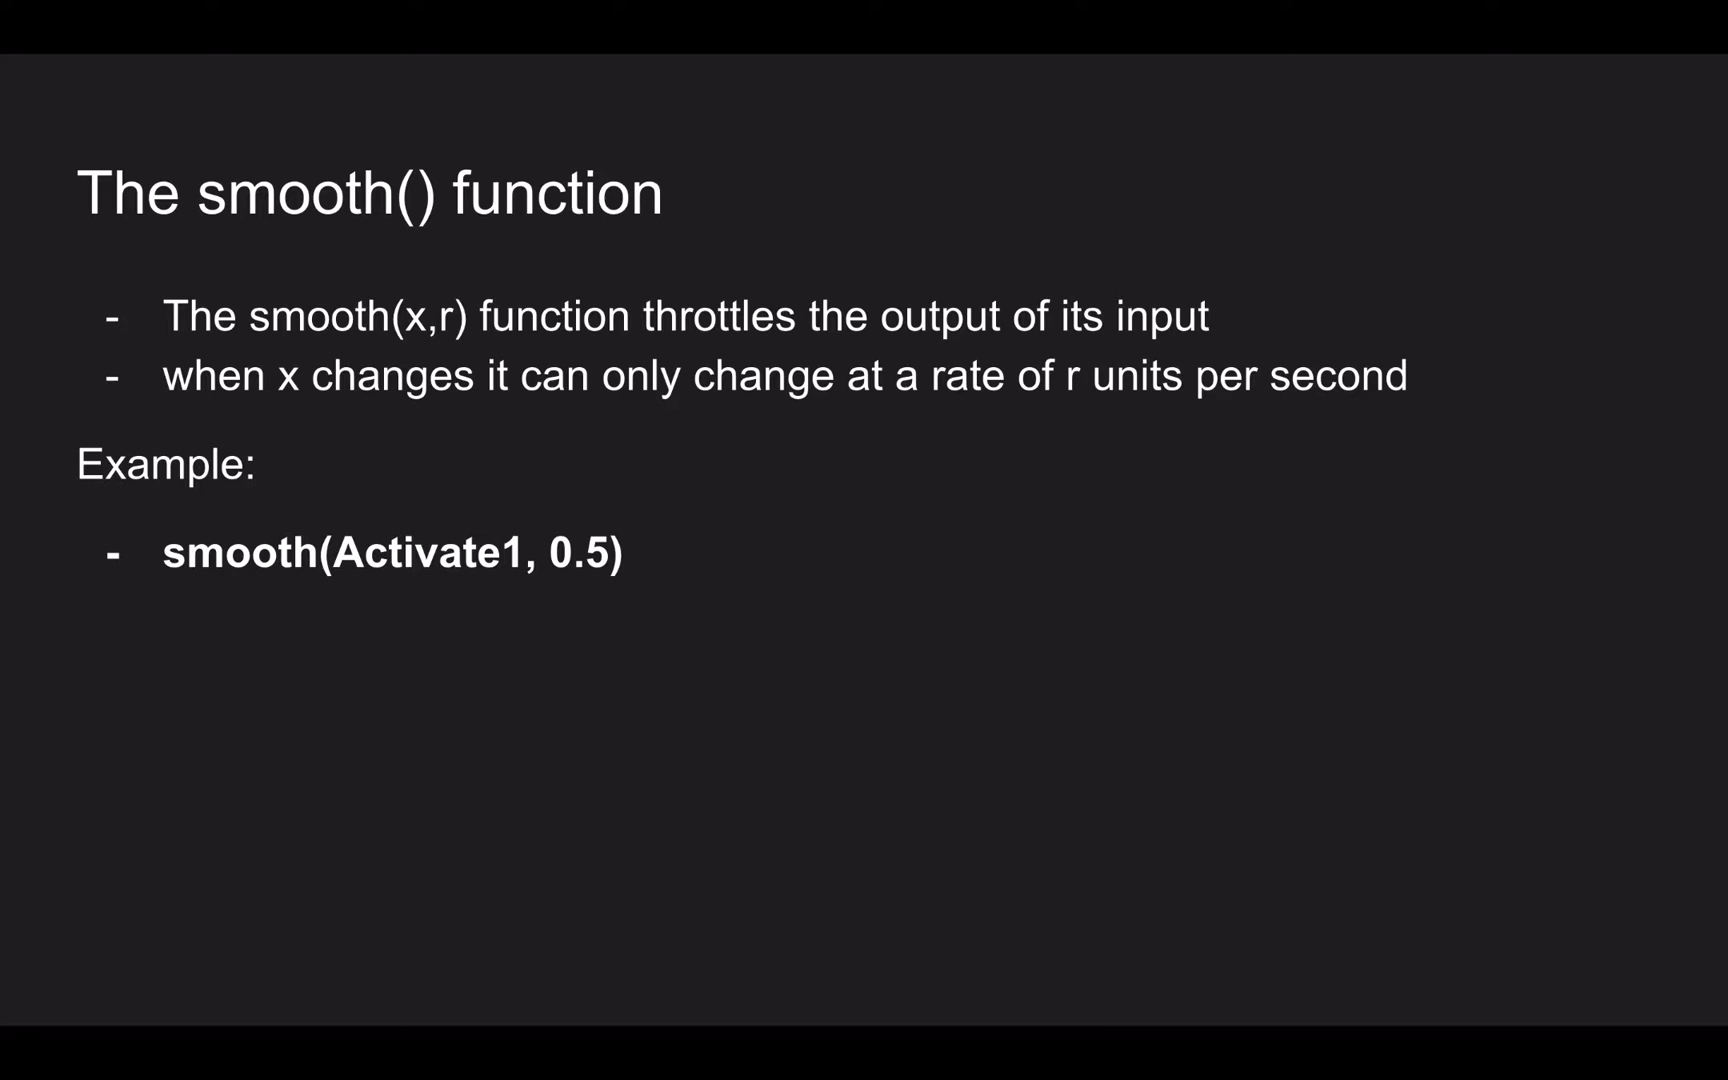 The smooth() function
- The smooth(x,r) function throttles the output of its input
- when x changes it can only change at a rate of r units per second
Example:
- smooth(Activate1, 0.5)